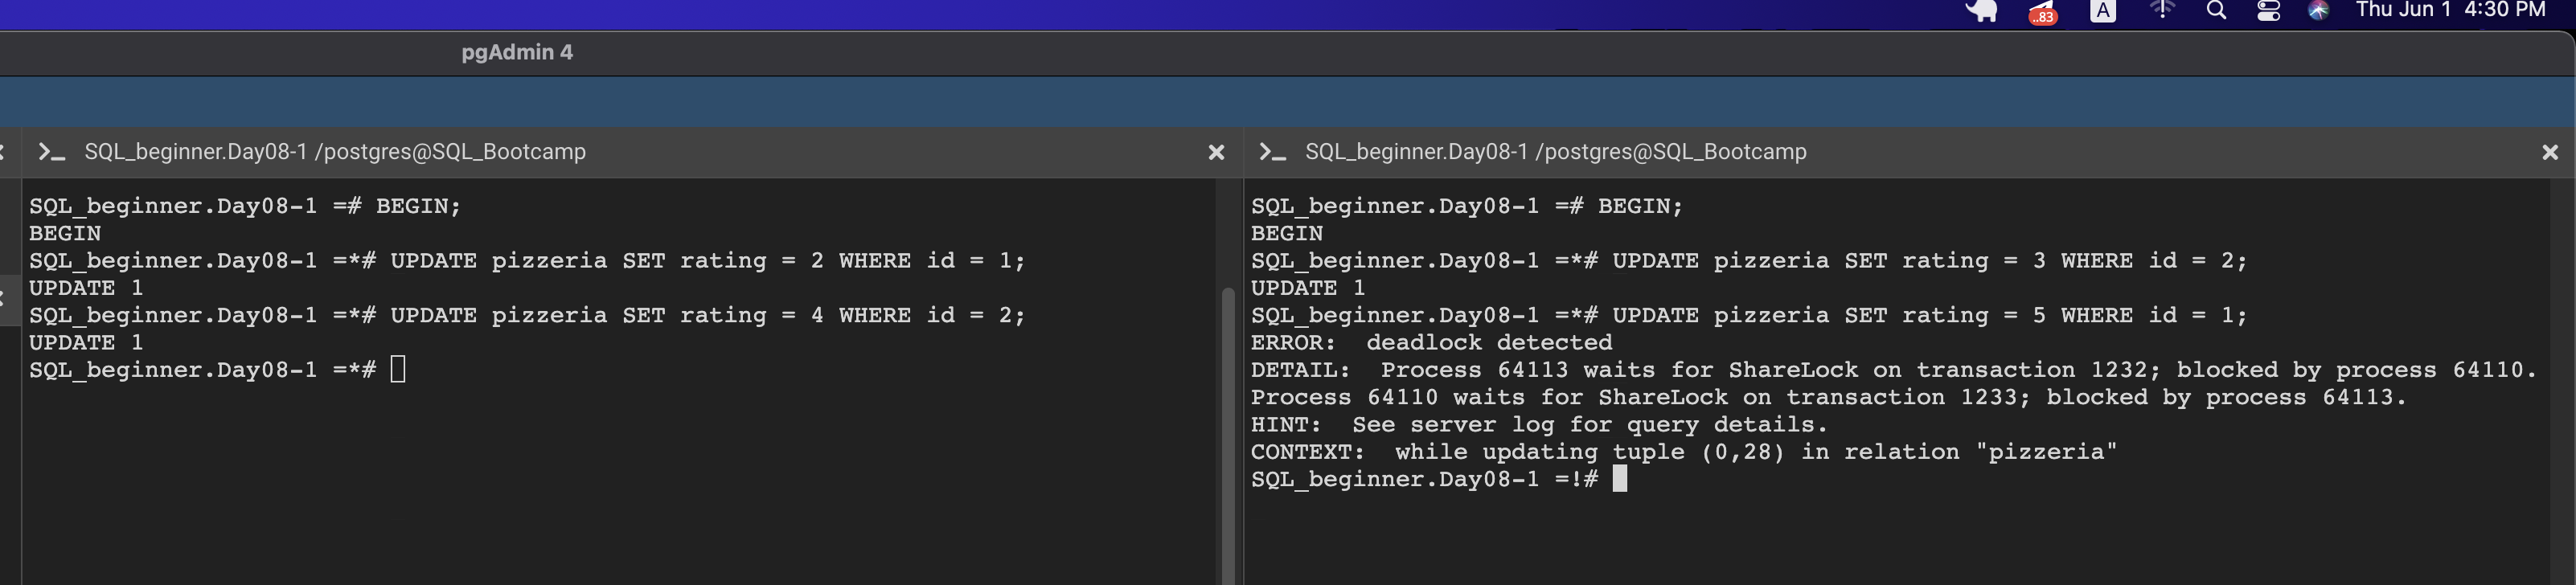 ..83
A
Thu Jun 1 4:30 PM
pgAdmin 4
SQL_beginner.Day08-1 /postgres@SQL_Bootcamp
SQL_beginner.Day08-1 =# BEGIN;
BEGIN
SQL_beginner.Day08-1 =*# UPDATE pizzeria SET rating = 2 WHERE id = 1;
UPDATE 1
SQL_beginner.Day08-1 =*# UPDATE pizzeria SET rating = 4 WHERE id = 2;
UPDATE 1
SQL_beginner.Day08-1 =*#
SQL_beginner.Day08-1 /postgres@SQL_Bootcamp
SQL_beginner.Day08-1 =# BEGIN;
BEGIN
SQL_beginner.Day08-1 =*# UPDATE pizzeria SET rating = 3 WHERE id = 2;
UPDATE 1
SQL_beginner.Day08-1 =*# UPDATE pizzeria SET rating = 5 WHERE id = 1;
ERROR:  deadlock detected
DETAIL:  Process 64113 waits for ShareLock on transaction 1232; blocked by process 64110.
Process 64110 waits for ShareLock on transaction 1233; blocked by process 64113.
HINT:  See server log for query details.
CONTEXT:  while updating tuple (0,28) in relation "pizzeria"
SQL_beginner.Day08-1 =!#